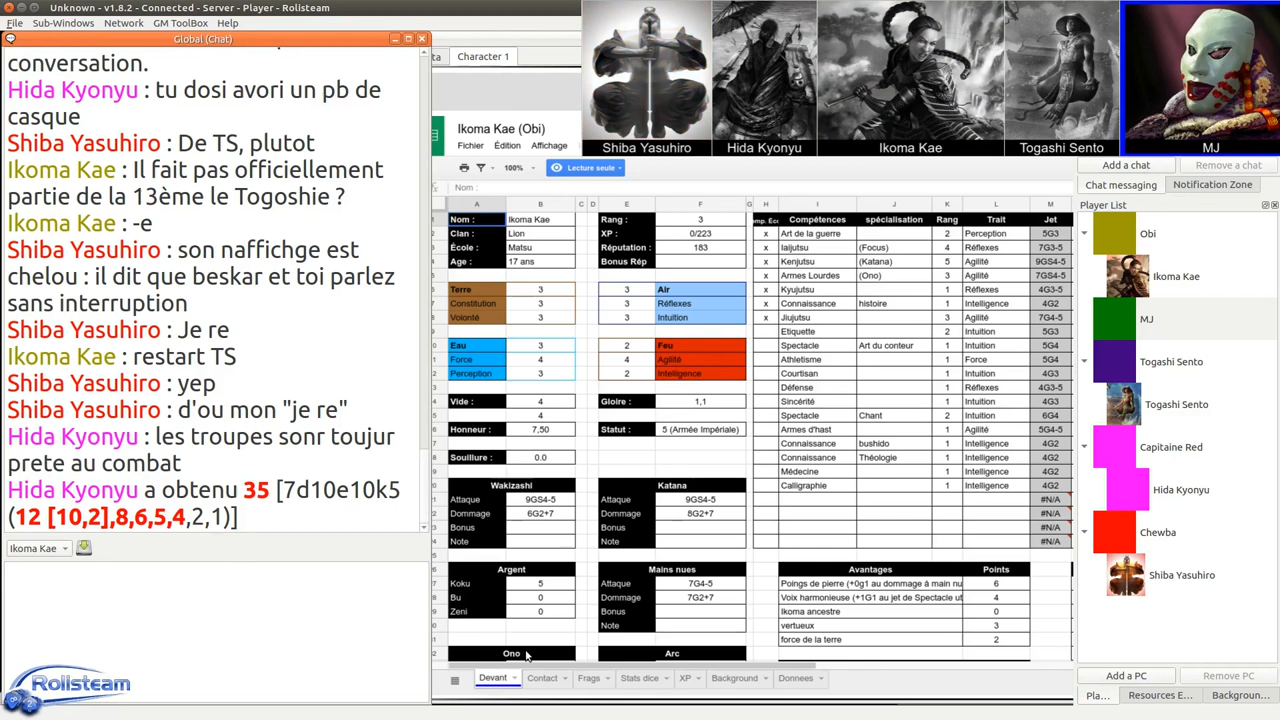 Unknown - v1.8.2 - Connected - Server - Player - Rolisteam
File Sub-Windows Network GM ToolBox Help
Global (Chat)
conversation.
Hida Kyonyu : tu dosi avori un pb de
casque
Shiba Yasuhiro : De TS, plutot
Ikoma Kae : Il fait pas officiellement
partie de la 13ème le Togoshie ?
Ikoma Kae : -e
Shiba Yasuhiro : son naffichge est
chelou : il dit que beskar et toi parlez
sans interruption
Shiba Yasuhiro : Je re
Ikoma Kae : restart TS
Shiba Yasuhiro : yep
Shiba Yasuhiro : d'ou mon "je re"
Hida Kyonyu : les troupes sonr toujur
prete au combat
Hida Kyonyu a obtenu 35 [7d10e10k5
(12 [10,2],8,6,5,4,2,1)]
Ikoma Kae
Rolisteam
ta Character 1
Ikoma Kae (Obi)
Fichier Édition Affichage
100% Lecture seule
Nom :
A B C D E F G H I J K L M
Nom : Ikoma Kae Rang : 3 omp. Eco Compétences spécialisation Rang Trait Jet
Clan : Lion XP : 0/223 x Art de la guerre 2 Perception 5G3
École : Matsu Réputation : 183 x Iaijutsu (Focus) 4 Réflexes 7G3-5
Age : 17 ans Bonus Rép x Kenjutsu (Katana) 5 Agilité 9GS4-5
x Armes Lourdes (Ono) 3 Agilité 7GS4-5
Terre 3 3 Air x Kyujutsu 1 Réflexes 4G3-5
Constitution 3 3 Réflexes x Connaissance histoire 1 Intelligence 4G2
Volonté 3 3 Intuition x Jiujutsu 3 Agilité 7G4-5
Etiquette 2 Intuition 5G3
Eau 3 2 Feu Spectacle Art du conteur 1 Intuition 5G4
Force 4 4 Agilité Athletisme 1 Force 5G4
Perception 3 2 Intelligence Courtisan 1 Intuition 4G3
Défense 1 Réflexes 4G3-5
Vide : 4 Gloire : 1,1 Sincérité 1 Intuition 4G3
4 Spectacle Chant 2 Intuition 6G4
Honneur : 7,50 Statut : 5 (Armée Impériale) Armes d'hast 1 Agilité 5G4-5
Connaissance bushido 1 Intelligence 4G2
Souillure : 0.0 Connaissance Théologie 1 Intelligence 4G2
Médecine 1 Intelligence 4G2
Wakizashi Katana Calligraphie 1 Intelligence 4G2
Attaque 9GS4-5 Attaque 9GS4-5 #N/A
Dommage 6G2+7 Dommage 8G2+7 #N/A
Bonus Bonus #N/A
Note Note #N/A
Argent Mains nues Avantages Points
Koku 5 Attaque 7G4-5 Poings de pierre (+0g1 au dommage à main nu 6
Bu 0 Dommage 7G2+7 Voix harmonieuse (+1G1 au jet de Spectacle ut 4
Zeni 0 Bonus Ikoma ancestre 0
Note vertueux 3
force de la terre 2
Ono Arc
Devant Contact Frags Stats dice XP Background Donnees
Shiba Yasuhiro Hida Kyonyu Ikoma Kae Togashi Sento MJ
Add a chat Remove a chat
Chat messaging Notification Zone
Player List
Obi
Ikoma Kae
MJ
Togashi Sento
Togashi Sento
Capitaine Red
Hida Kyonyu
Chewba
Shiba Yasuhiro
Add a PC Remove PC
Pla... Resources E... Backgroun...